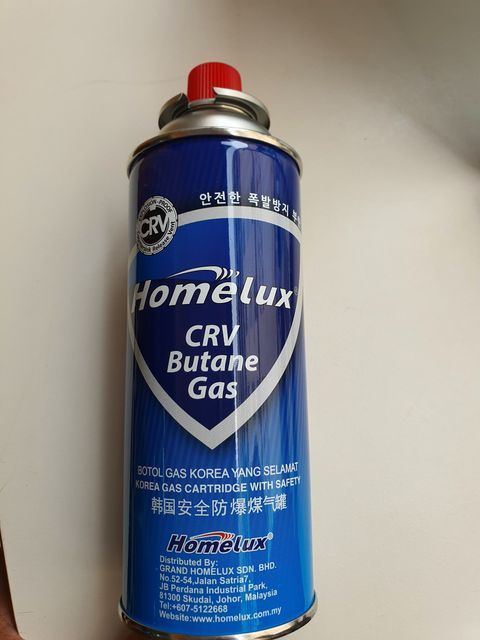 안전한 폭발방지
CRV
Homelux®
CRV
Butane
Gas
BOTOL GAS KOREA YANG SELAMAT
KOREA GAS CARTRIDGE WITH SAFETY
韩国安全防爆煤气罐
Homelux®
Distributed By:
GRAND HOMELUX SDN. BHD.
No.52-54,Jalan Satria7,
JB Perdana Industrial Park,
81300 Skudai, Johor, Malaysia
Tel:+607-5122668
Website:www.homelux.com.my